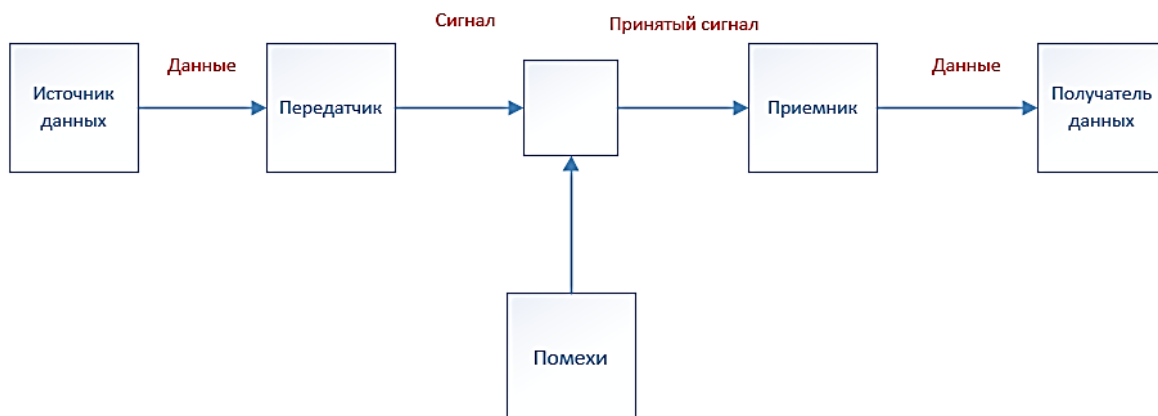 Сигнал
Принятый сигнал
Данные
Данные
Источник
данных
Передатчик
Приемник
Получатель
данных
Помехи